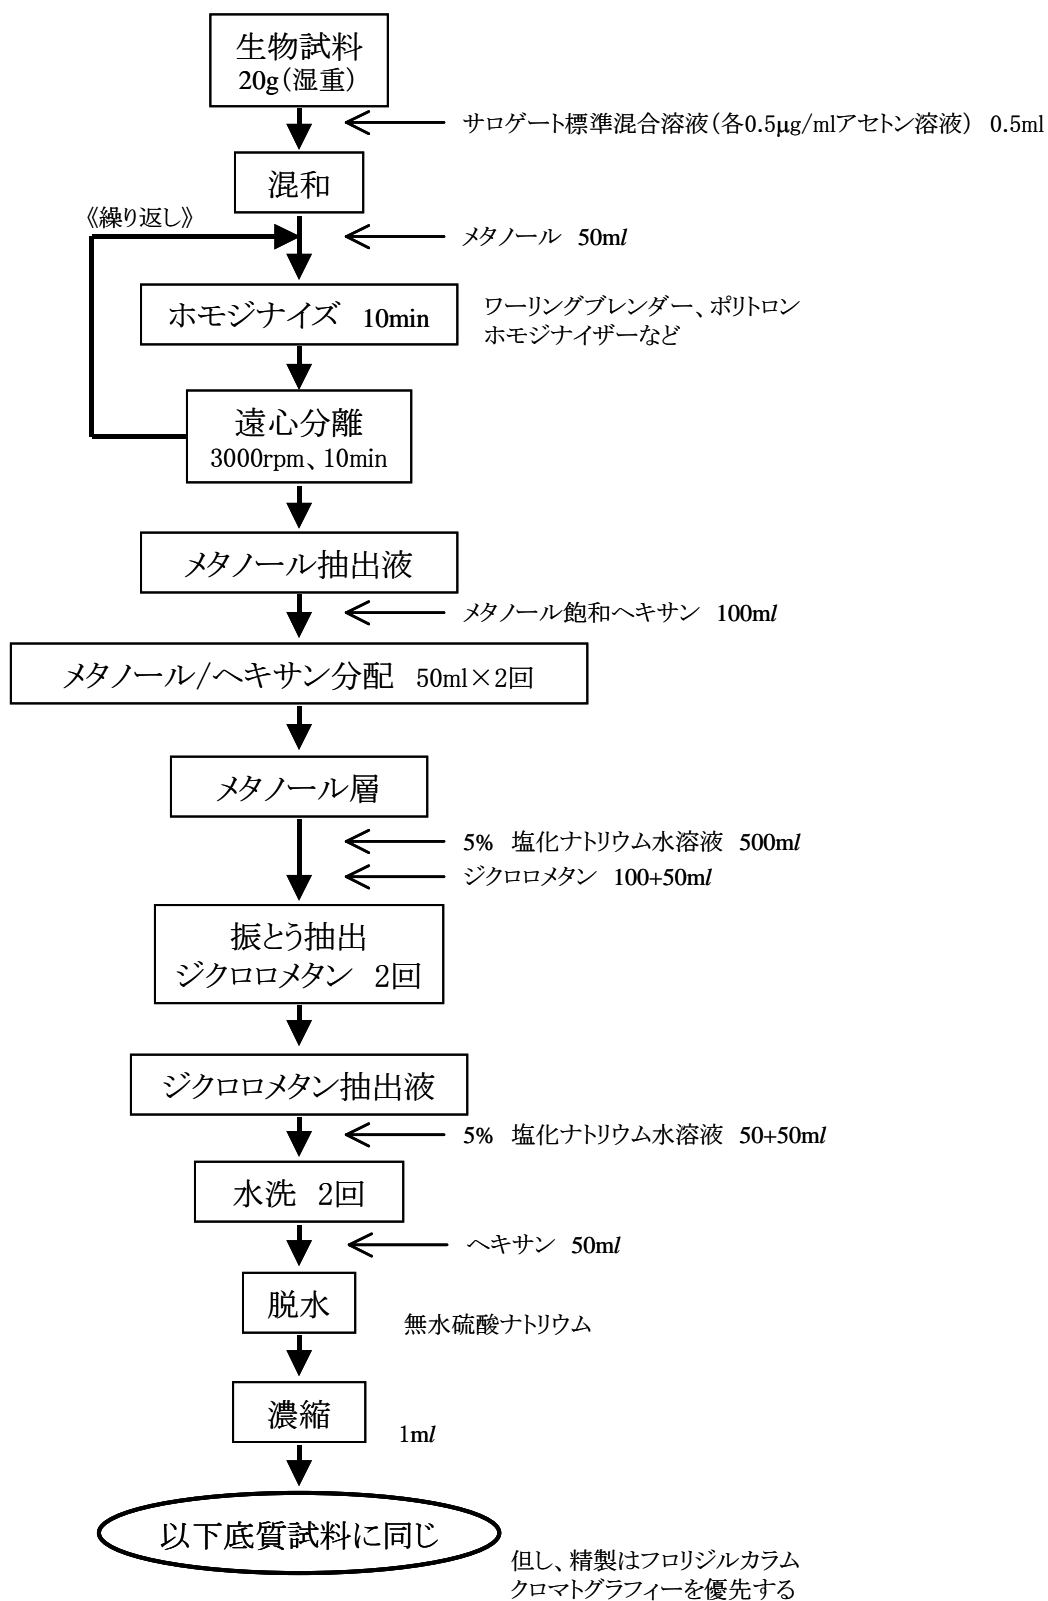 生物試料
20g(湿重)
サロゲート標準混合溶液(各0.5μg/mlアセトン溶液) 0.5ml
混和
《繰り返し》
メタノール 50ml
ホモジナイズ 10min
ワーリングブレンダー、ポリトロン
ホモジナイザーなど
遠心分離
3000rpm、10min
メタノール抽出液
メタノール飽和ヘキサン 100ml
メタノール/ヘキサン分配 50ml×2回
メタノール層
5% 塩化ナトリウム水溶液 500ml
ジクロロメタン 100+50ml
振とう抽出
ジクロロメタン 2回
ジクロロメタン抽出液
5% 塩化ナトリウム水溶液 50+50ml
水洗 2回
ヘキサン 50ml
脱水
無水硫酸ナトリウム
濃縮
1ml
以下底質試料に同じ
但し、精製はフロリジルカラム
クロマトグラフィーを優先する